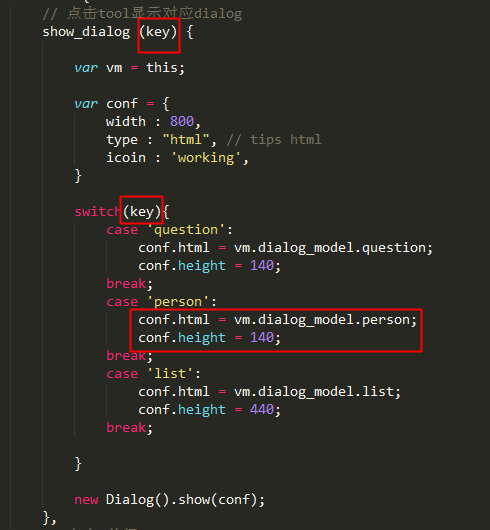 // 点击tool显示对应dialog
show_dialog (key) {
var vm = this;
var conf = {
width : 800,
type : "html", // tips html
icoin : 'working',
}
switch(key){
case 'question':
conf.html = vm.dialog_model.question;
conf.height = 140;
break;
case 'person':
conf.html = vm.dialog_model.person;
conf.height = 140;
break;
case 'list':
conf.html = vm.dialog_model.list;
conf.height = 440;
break;
}
new Dialog().show(conf);
},